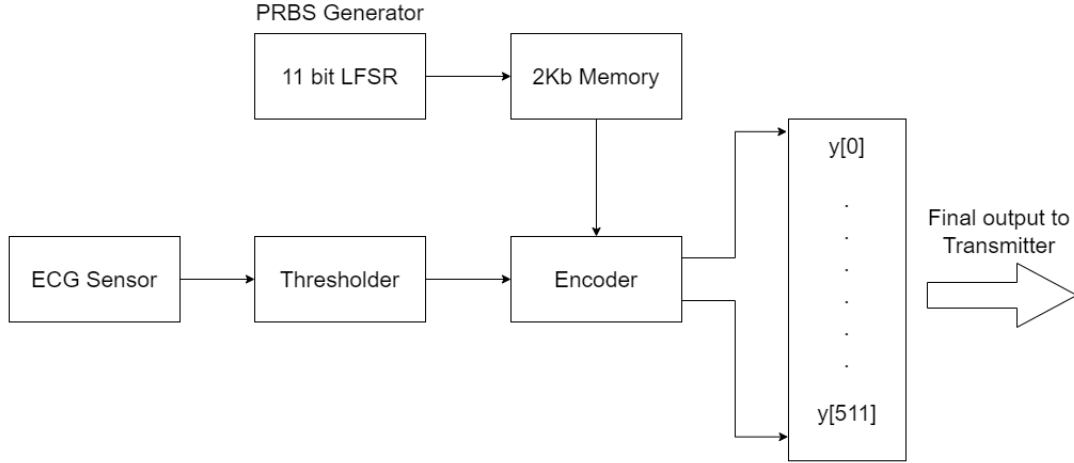 PRBS Generator
11 bit LFSR
2Kb Memory
ECG Sensor
Thresholder
Encoder
y[0]
.
.
.
.
.
.
y[511]
Final output to
Transmitter